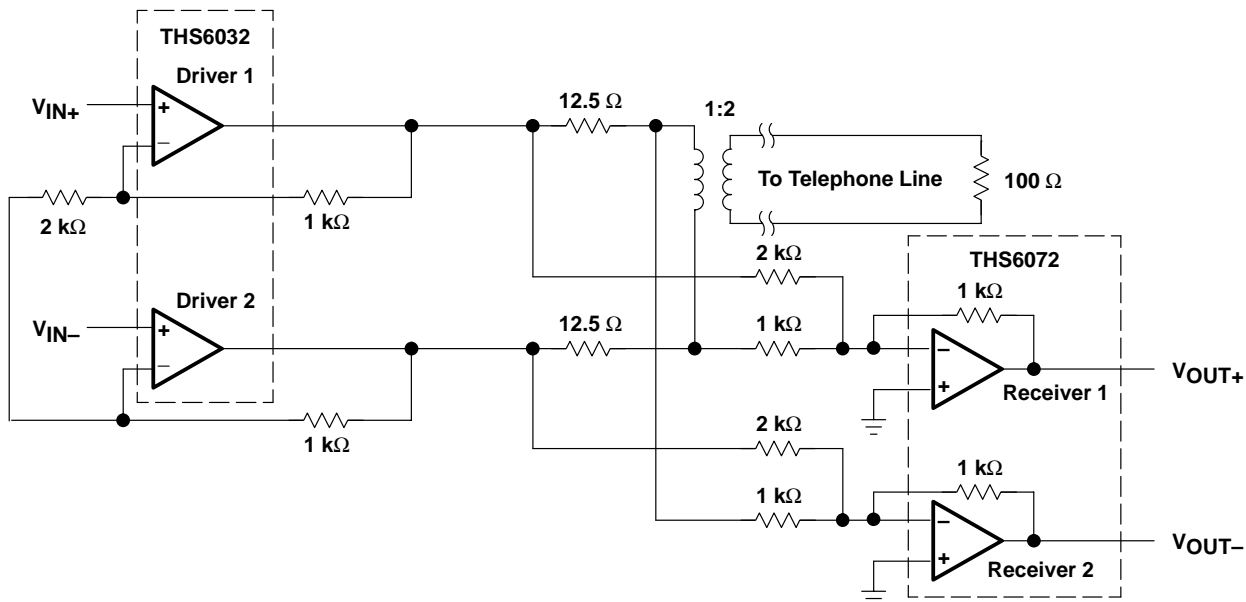 THS6032
Driver 1
VIN+
12.5 Ω
1:2
To Telephone Line
100 Ω
2 kΩ
1 kΩ
2 kΩ
THS6072
Driver 2
1 kΩ
VIN–
12.5 Ω
1 kΩ
Receiver 1
VOUT+
1 kΩ
2 kΩ
1 kΩ
1 kΩ
VOUT–
Receiver 2